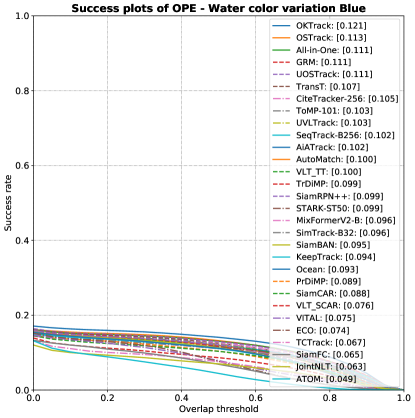 Success plots of OPE - Water color variation Blue
1.0
0.8
0.6
0.4
0.2
0.0
Success rate
OKTrack: [0.121]
OSTrack: [0.113]
All-in-One: [0.111]
GRM: [0.111]
UOSTrack: [0.111]
TransT: [0.107]
CiteTracker-256: [0.105]
ToMP-101: [0.103]
UVLTrack: [0.103]
SeqTrack-B256: [0.102]
AiATrack: [0.102]
AutoMatch: [0.100]
VLT_TT: [0.100]
TrDiMP: [0.099]
SiamRPN++: [0.099]
STARK-ST50: [0.099]
MixFormerV2-B: [0.096]
SimTrack-B32: [0.096]
SiamBAN: [0.095]
KeepTrack: [0.094]
Ocean: [0.093]
PrDiMP: [0.089]
SiamCAR: [0.088]
VLT_SCAR: [0.076]
VITAL: [0.075]
ECO: [0.074]
TCTrack: [0.067]
SiamFC: [0.065]
JointNLT: [0.063]
ATOM: [0.049]
0.0 0.2 0.4 0.6 0.8 1.0
Overlap threshold